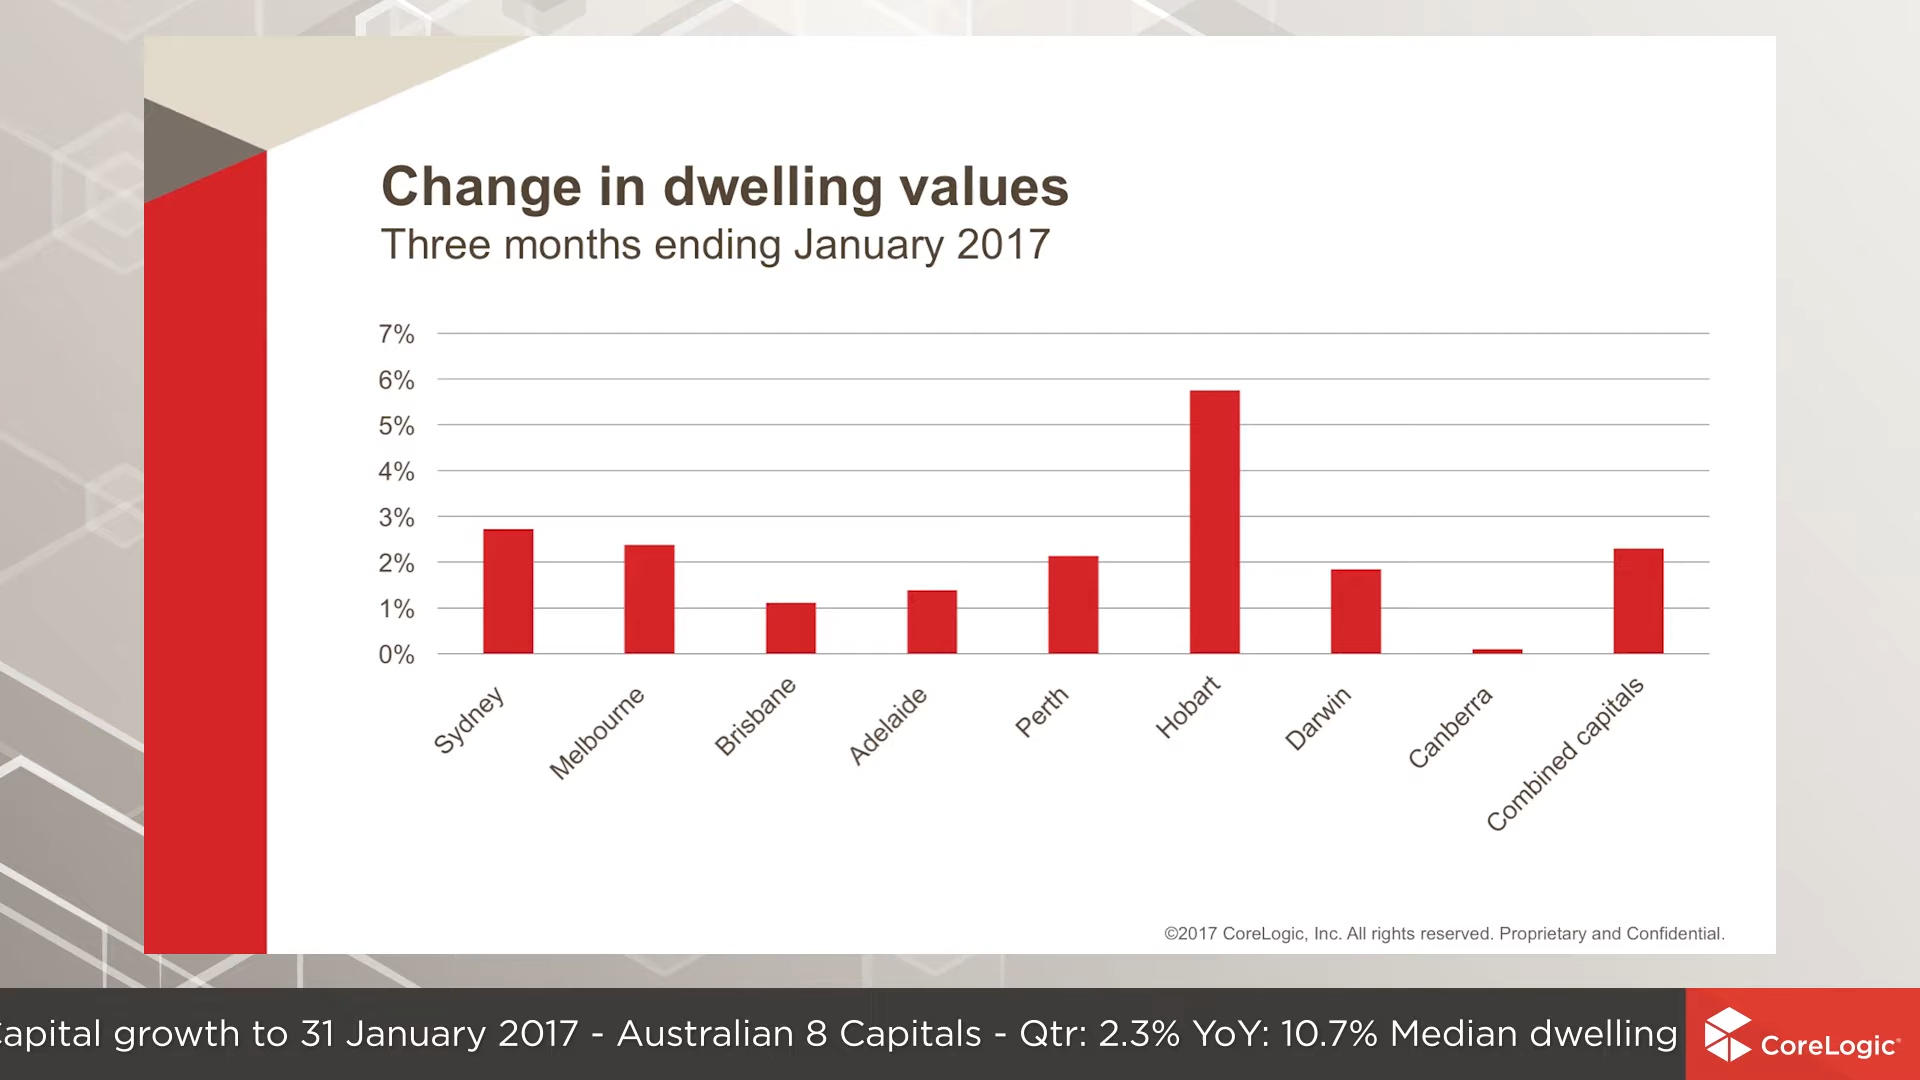 Change in dwelling values
Three months ending January 2017
7%
6%
5%
4%
3%
2%
1%
0%
Sydney
Melbourne
Brisbane
Adelaide
Perth
Hobart
Darwin
Canberra
Combined capitals
©2017 CoreLogic, Inc. All rights reserved. Proprietary and Confidential.
apital growth to 31 January 2017 - Australian 8 Capitals - Qtr: 2.3% YoY: 10.7% Median dwelling
CoreLogic